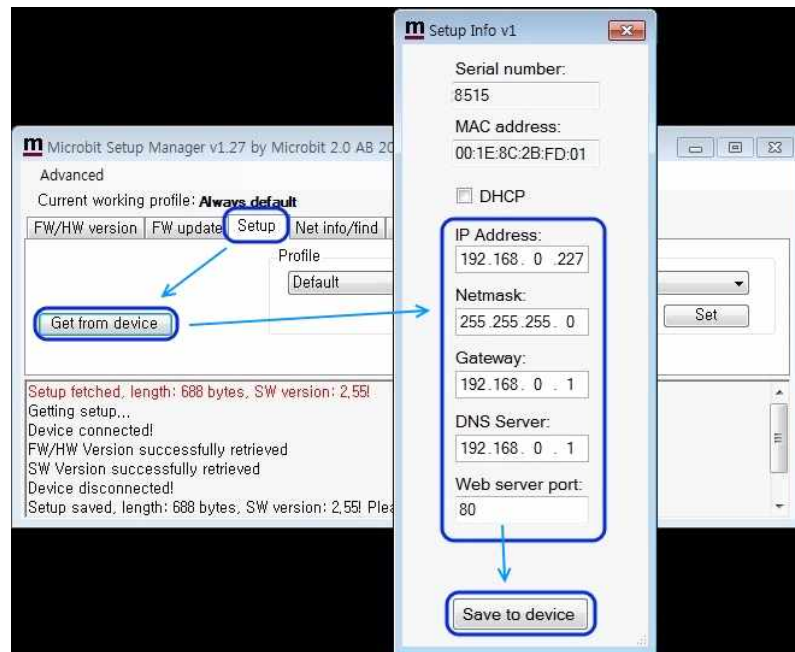 m Setup Info v1
Serial number:
8515
MAC address:
00:1E:8C:2B:FD:01
DHCP
IP Address:
192.168. 0 .227
Netmask:
255.255.255. 0
Gateway:
192.168. 0 . 1
DNS Server:
192.168. 0 . 1
Web server port:
80
Save to device
m Microbit Setup Manager v1.27 by Microbit 2.0 AB 20
Advanced
Current working profile: Always default
FW/HW version FW update Setup Net info/find
Profile
Default
Get from device
Set
Setup fetched, length: 688 bytes, SW version: 2,55!
Getting setup...
Device connected!
FW/HW Version successfully retrieved
SW Version successfully retrieved
Device disconnected!
Setup saved, length: 688 bytes, SW version: 2,55! Plea